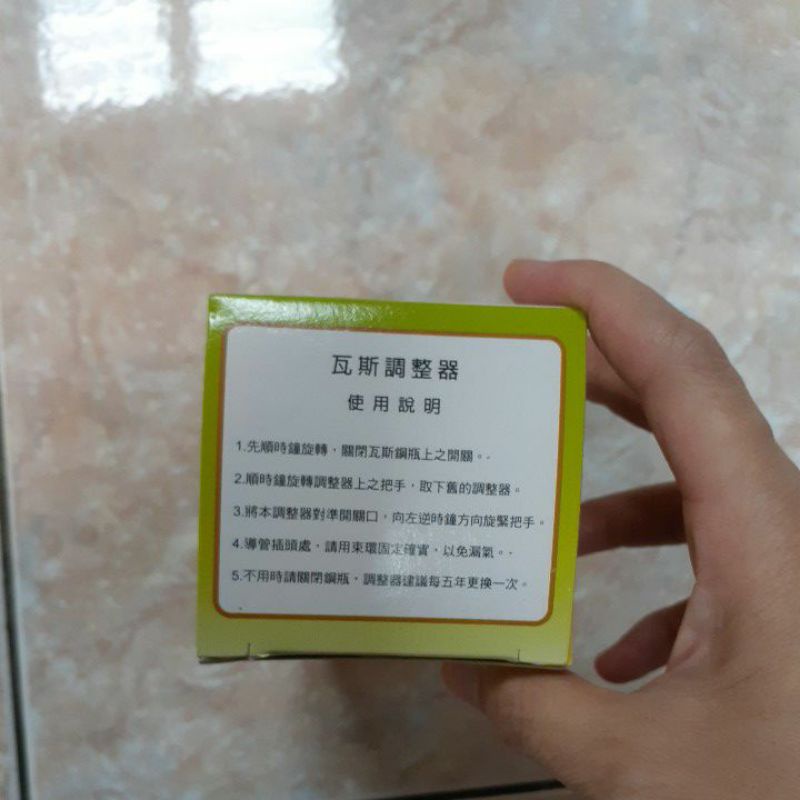 瓦斯調整器
使用說明
1.先順時鐘旋轉、關閉瓦斯鋼瓶上之開關。
2.順時鐘旋轉調整器上之把手，取下舊的調整器。
3.將本調整器對準開關口，向左逆時鐘方向旋緊把手。
4.導管插頭處、請用束環固定確實，以免漏氣。
5.不用時請關閉鋼瓶、調整器建議每五年更換一次。